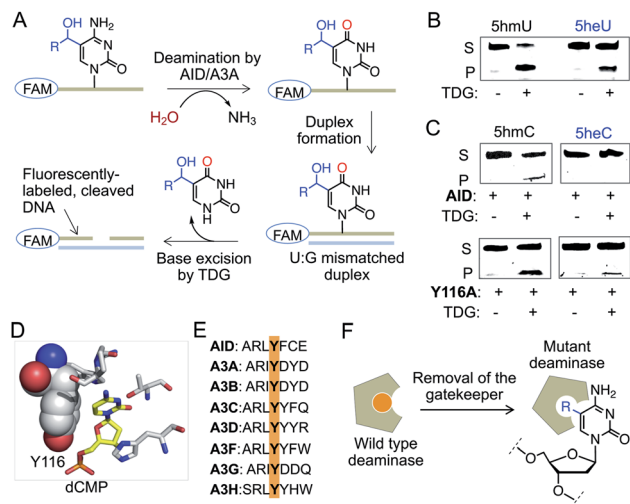 A
OH
NH₂
R
N
N
O
FAM
Deamination by
AID/A3A
H₂O
NH₃
OH
O
R
NH
N
O
FAM
Duplex
formation
OH
O
R
NH
N
O
FAM
U:G mismatched
duplex
Base excision
by TDG
OH
O
R
NH
N
H
O
Fluorescently-
labeled, cleaved
DNA
FAM
B
5hmU
5heU
S
P
TDG: - + - +
C
5hmC
5heC
S
P
AID: + + + +
TDG: - + - +
S
P
Y116A: + + + +
TDG: - + - +
D
Y116
dCMP
E
AID: ARLYFCE
A3A: ARIYDYD
A3B: ARIYDYD
A3C: ARLYYFQ
A3D: ARLYYYR
A3F: ARLYYFW
A3G: ARIYDDQ
A3H: SRLYYHW
F
Wild type
deaminase
Removal of the
gatekeeper
Mutant
deaminase
NH₂
R
N
N
O
O
O
O